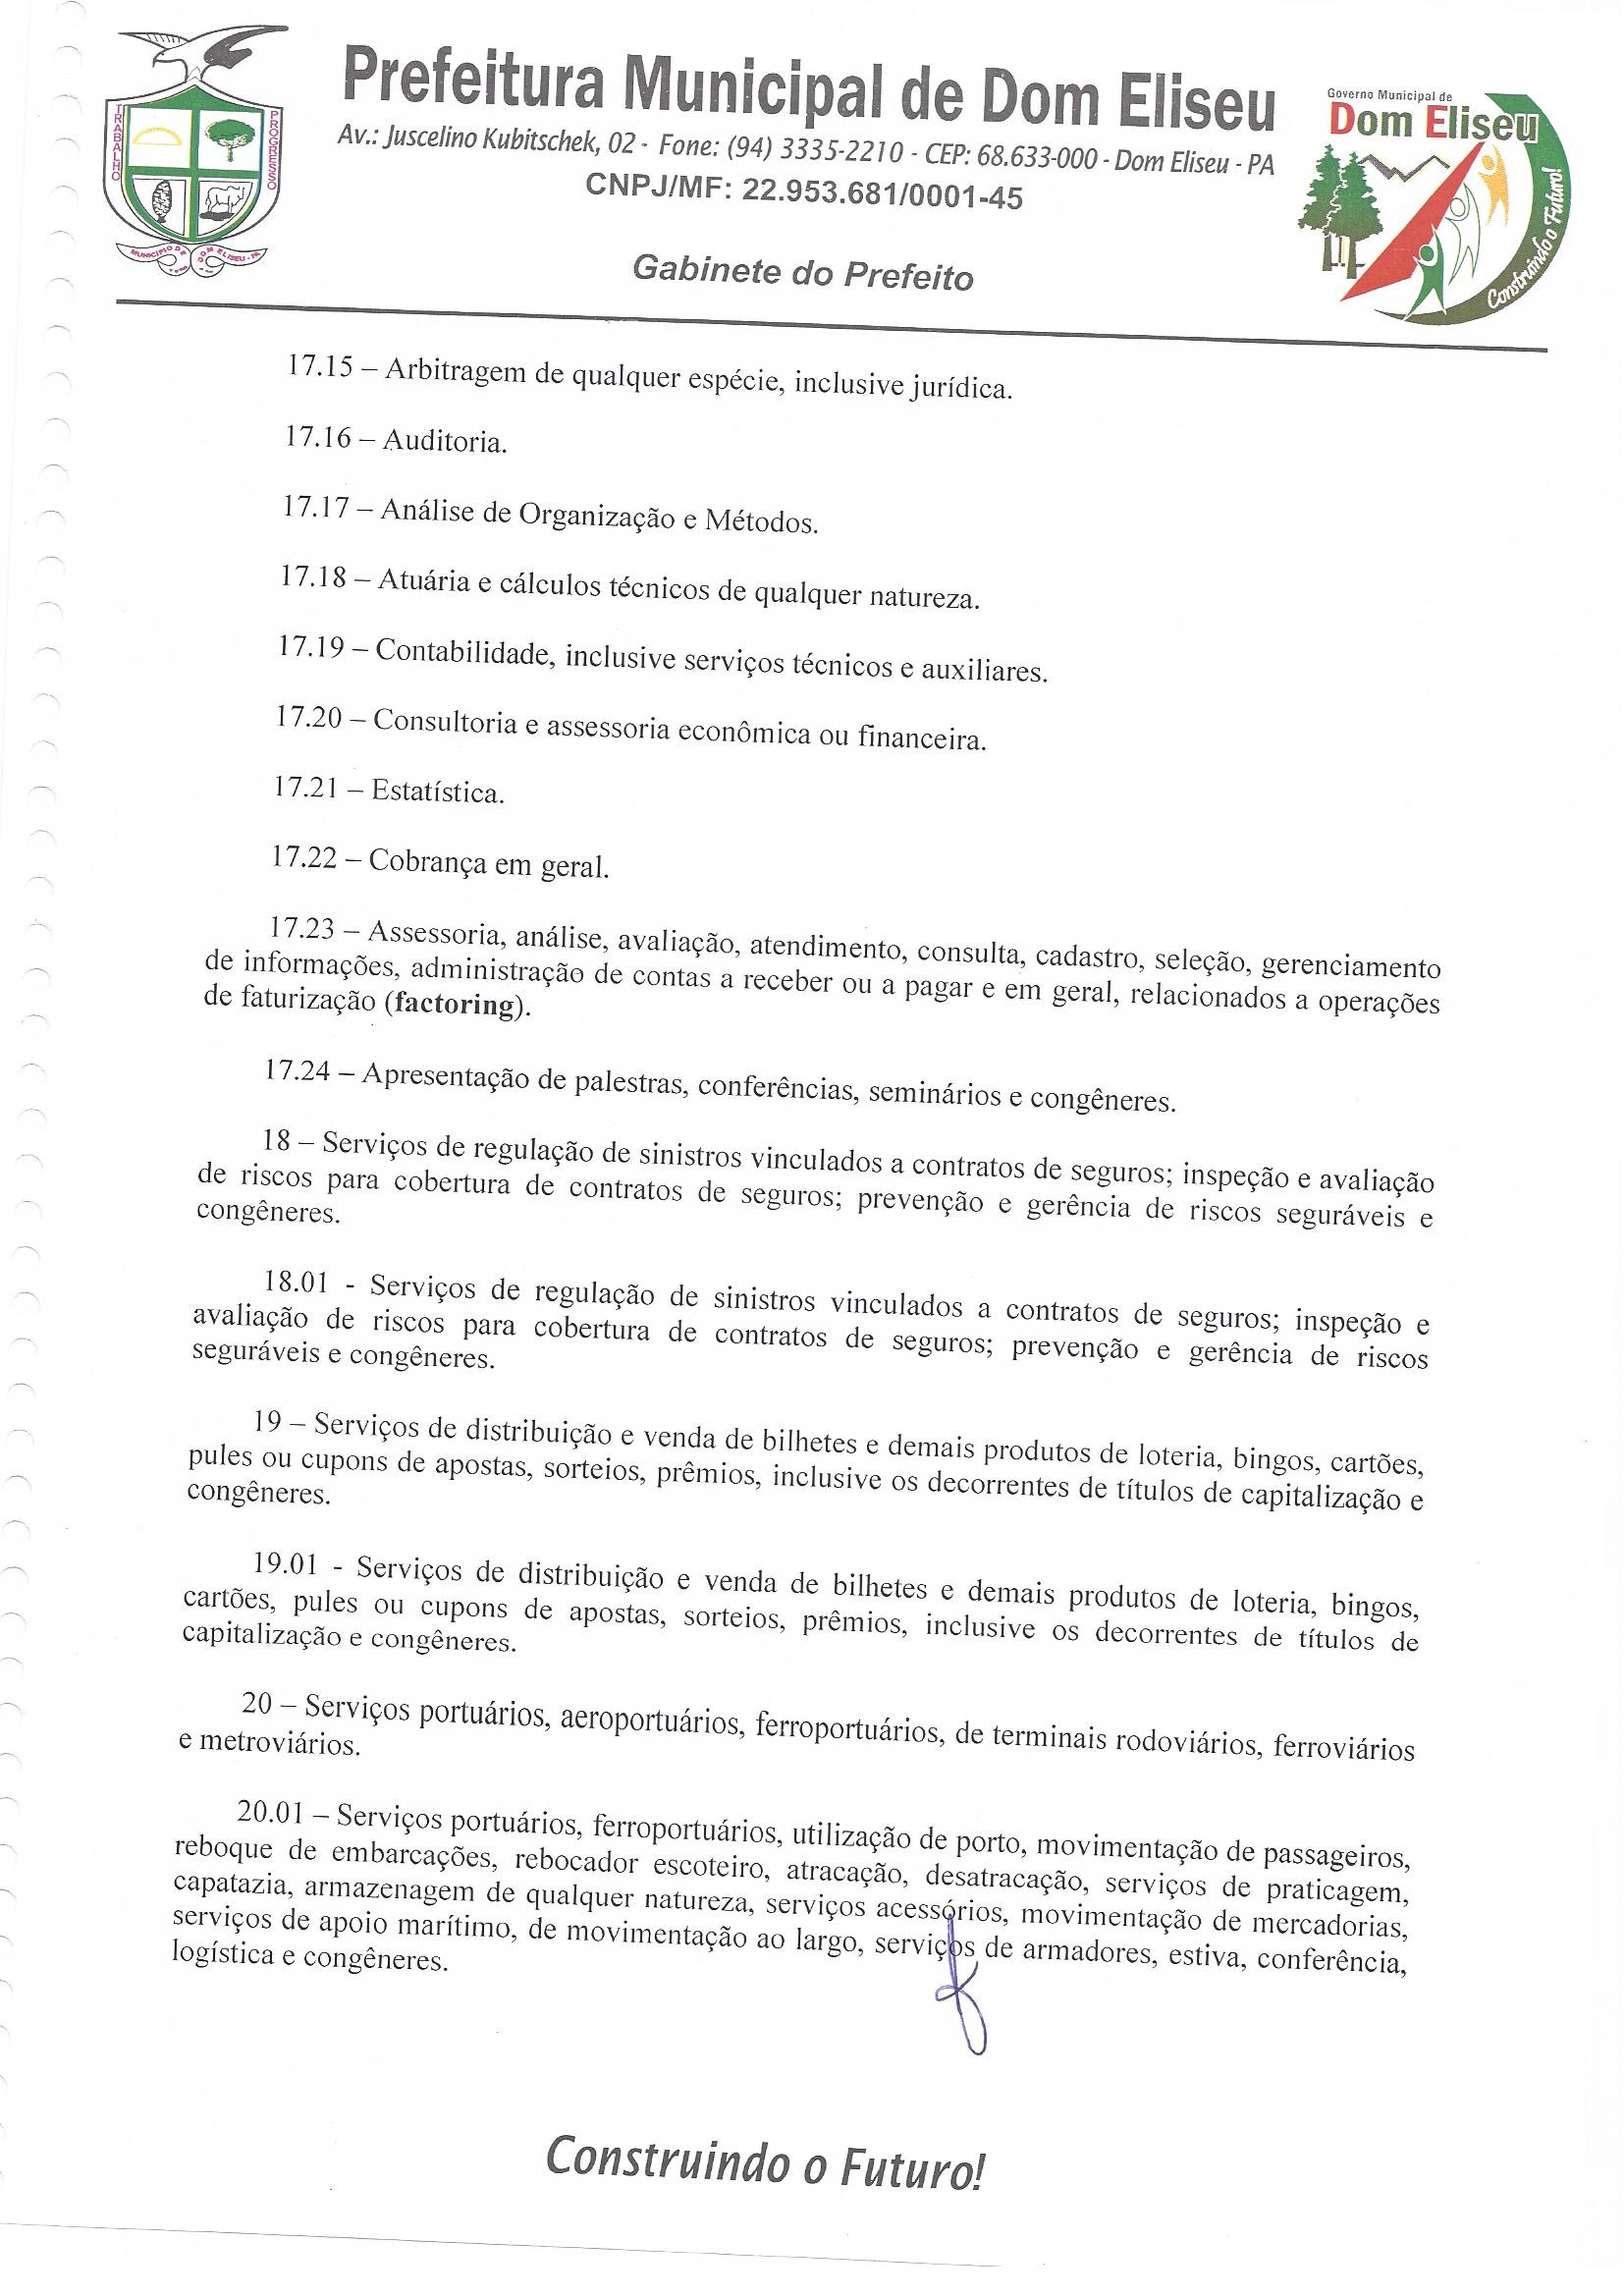 TRABALHO
PROGRESSO
MUNICÍPIO DE DOM ELISEU - PA
Prefeitura Municipal de Dom Eliseu
Av.: Juscelino Kubitschek, 02 - Fone: (94) 3335-2210 - CEP: 68.633-000 - Dom Eliseu - PA
CNPJ/MF: 22.953.681/0001-45
Gabinete do Prefeito
Governo Municipal de
Dom Eliseu
Construindo o Futuro!
17.15 – Arbitragem de qualquer espécie, inclusive jurídica.
17.16 – Auditoria.
17.17 – Análise de Organização e Métodos.
17.18 – Atuária e cálculos técnicos de qualquer natureza.
17.19 – Contabilidade, inclusive serviços técnicos e auxiliares.
17.20 – Consultoria e assessoria econômica ou financeira.
17.21 – Estatística.
17.22 – Cobrança em geral.
17.23 – Assessoria, análise, avaliação, atendimento, consulta, cadastro, seleção, gerenciamento
de informações, administração de contas a receber ou a pagar e em geral, relacionados a operações
de faturização (factoring).
17.24 – Apresentação de palestras, conferências, seminários e congêneres.
18 – Serviços de regulação de sinistros vinculados a contratos de seguros; inspeção e avaliação
de riscos para cobertura de contratos de seguros; prevenção e gerência de riscos seguráveis e
congêneres.
18.01 - Serviços de regulação de sinistros vinculados a contratos de seguros; inspeção e
avaliação de riscos para cobertura de contratos de seguros; prevenção e gerência de riscos
seguráveis e congêneres.
19 – Serviços de distribuição e venda de bilhetes e demais produtos de loteria, bingos, cartões,
pules ou cupons de apostas, sorteios, prêmios, inclusive os decorrentes de títulos de capitalização e
congêneres.
19.01 - Serviços de distribuição e venda de bilhetes e demais produtos de loteria, bingos,
cartões, pules ou cupons de apostas, sorteios, prêmios, inclusive os decorrentes de títulos de
capitalização e congêneres.
20 – Serviços portuários, aeroportuários, ferroportuários, de terminais rodoviários, ferroviários
e metroviários.
20.01 – Serviços portuários, ferroportuários, utilização de porto, movimentação de passageiros,
reboque de embarcações, rebocador escoteiro, atracação, desatracação, serviços de praticagem,
capatazia, armazenagem de qualquer natureza, serviços acessórios, movimentação de mercadorias,
serviços de apoio marítimo, de movimentação ao largo, serviços de armadores, estiva, conferência,
logística e congêneres.
Construindo o Futuro!